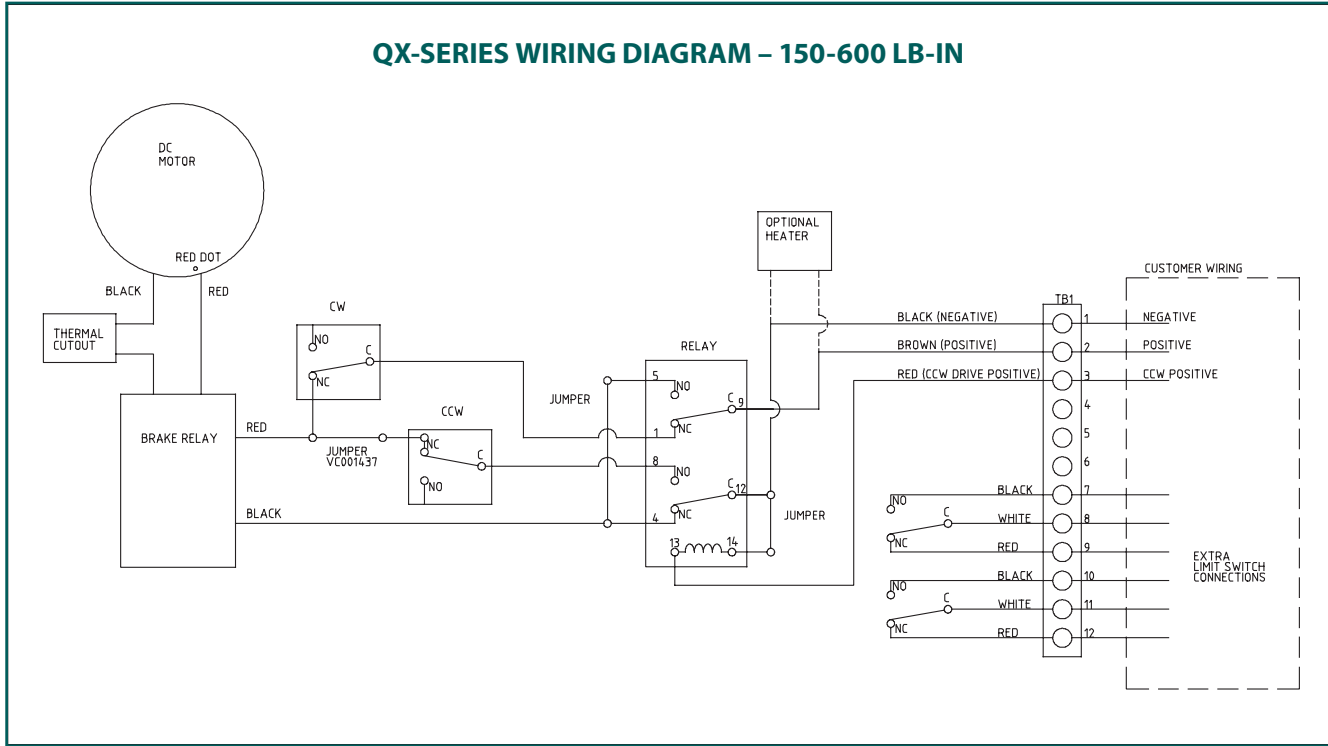 QX-SERIES WIRING DIAGRAM – 150-600 LB-IN
DC
MOTOR
RED DOT
BLACK
RED
THERMAL
CUTOUT
BRAKE RELAY
RED
BLACK
CW
NO
C
NC
JUMPER
VC001437
CCW
NC
C
NO
JUMPER
RELAY
5
NO
C
9
1
NC
8
NO
C
12
4
NC
13
14
JUMPER
OPTIONAL
HEATER
BLACK (NEGATIVE)
BROWN (POSITIVE)
RED (CCW DRIVE POSITIVE)
TB1
1
2
3
4
5
6
7
8
9
10
11
12
NO
BLACK
C
WHITE
NC
RED
NO
BLACK
C
WHITE
NC
RED
CUSTOMER WIRING
NEGATIVE
POSITIVE
CCW POSITIVE
EXTRA
LIMIT SWITCH
CONNECTIONS